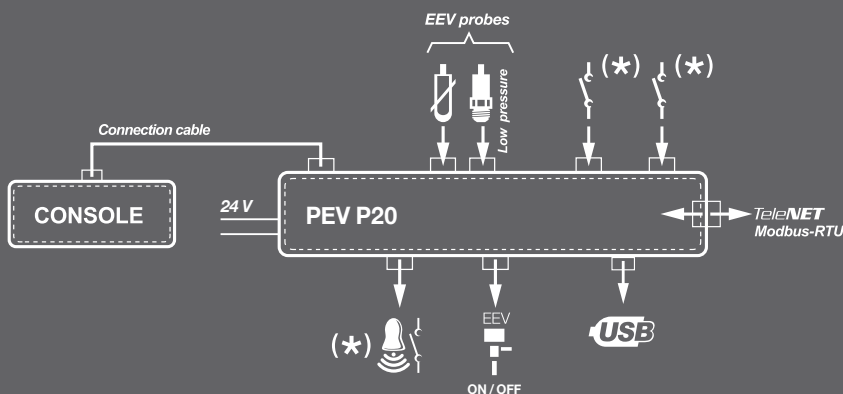 EEV probes
(*)
(*)
Low pressure
Connection cable
CONSOLE
24 V
PEV P20
TeleNET
Modbus-RTU
(*)
EEV
USB
ON / OFF